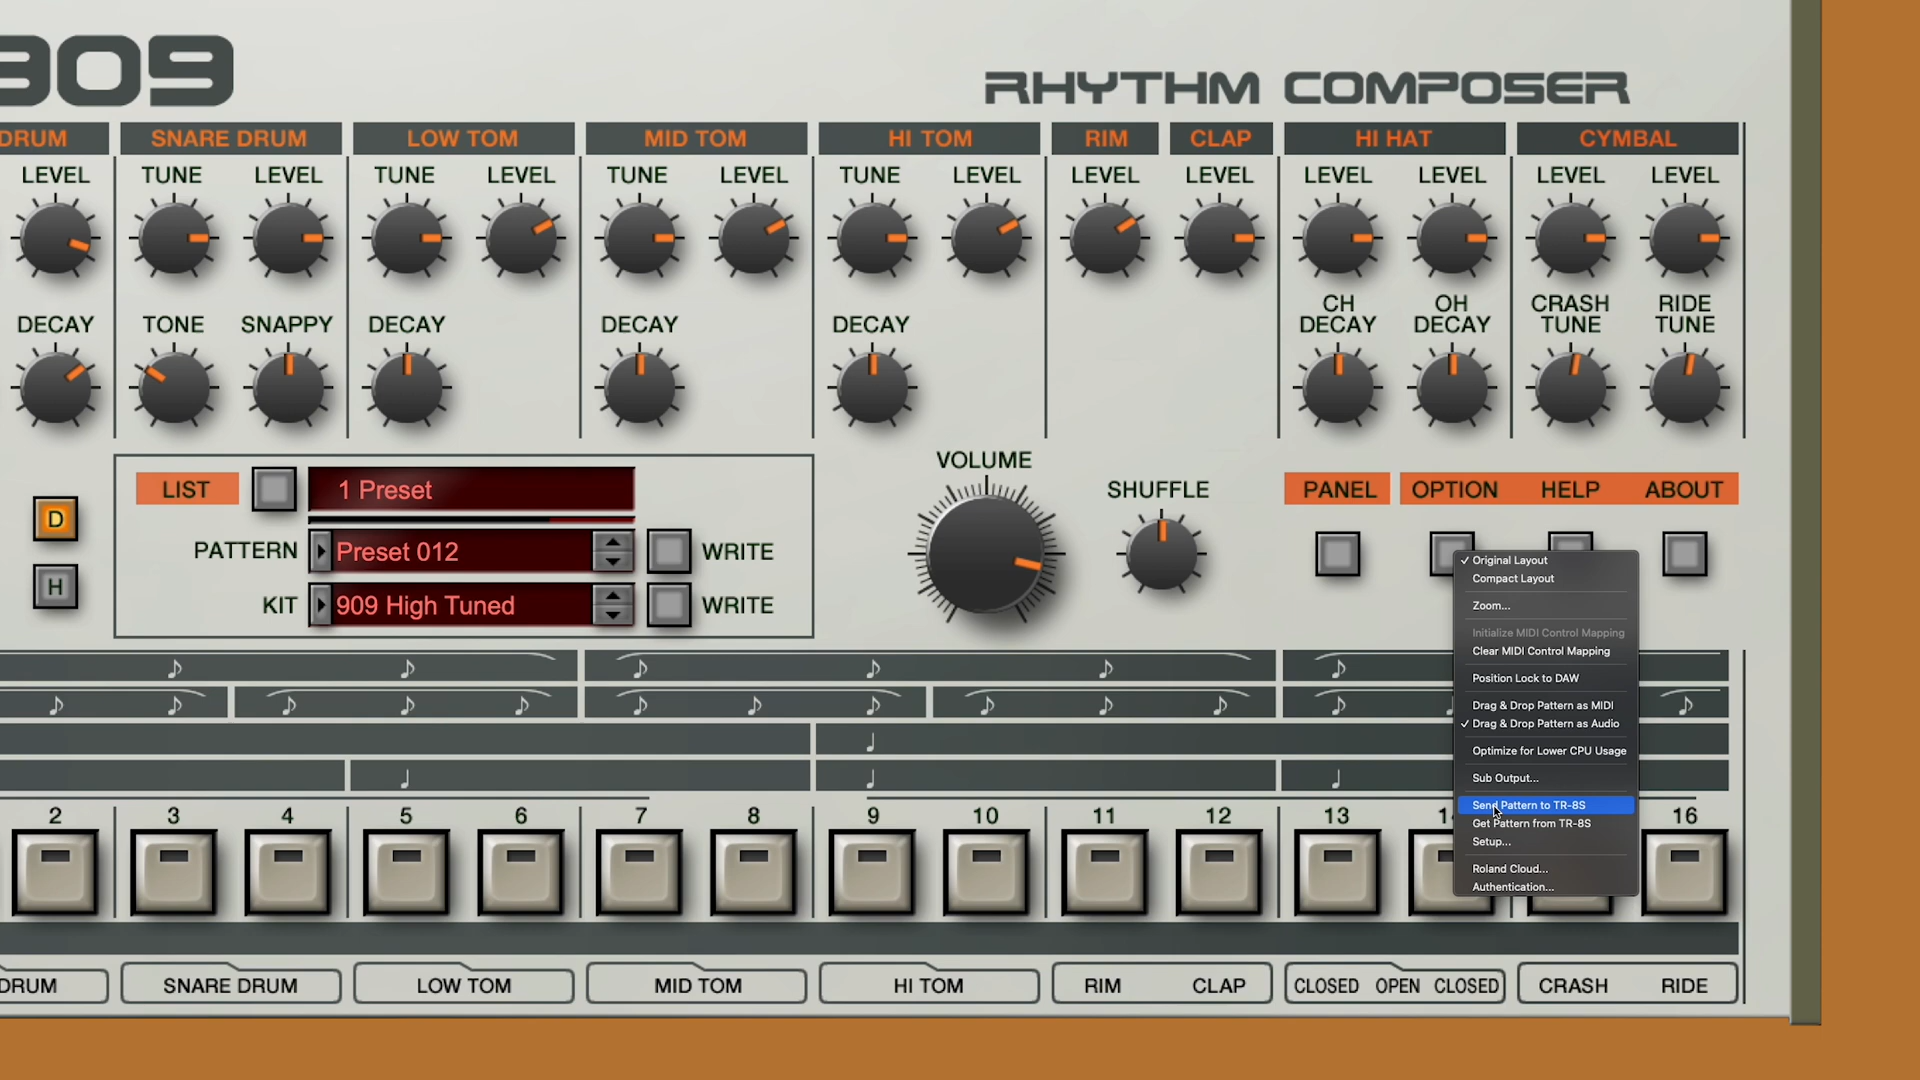 909
RHYTHM COMPOSER
DRUM SNARE DRUM LOW TOM MID TOM HI TOM RIM CLAP HI HAT CYMBAL
LEVEL TUNE LEVEL TUNE LEVEL TUNE LEVEL TUNE LEVEL LEVEL LEVEL LEVEL LEVEL LEVEL LEVEL
DECAY TONE SNAPPY DECAY DECAY DECAY CH DECAY OH DECAY CRASH TUNE RIDE TUNE
VOLUME
SHUFFLE
LIST 1 Preset
PANEL OPTION HELP ABOUT
D
PATTERN Preset 012 WRITE
H
KIT 909 High Tuned WRITE
Original Layout
Compact Layout
Zoom...
Initialize MIDI Control Mapping
Clear MIDI Control Mapping
Position Lock to DAW
Drag & Drop Pattern as MIDI
Drag & Drop Pattern as Audio
Optimize for Lower CPU Usage
Sub Output...
Send Pattern to TR-8S
Get Pattern from TR-8S
Setup...
Roland Cloud...
Authentication...
2 3 4 5 6 7 8 9 10 11 12 13 14 16
DRUM SNARE DRUM LOW TOM MID TOM HI TOM RIM CLAP CLOSED OPEN CLOSED CRASH RIDE